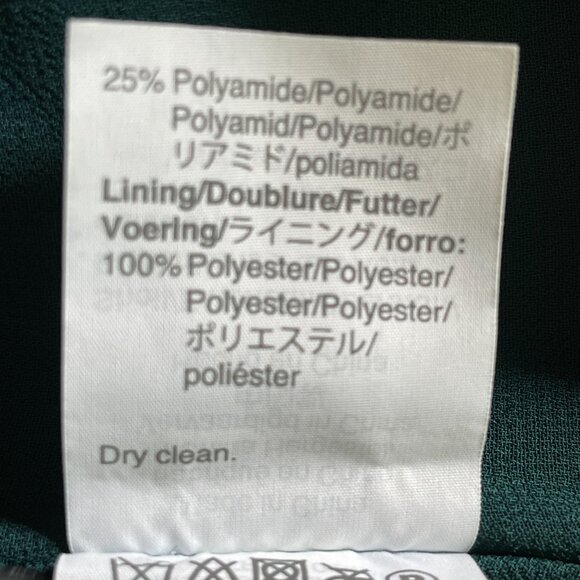 25% Polyamide/Polyamide/
Polyamid/Polyamide/ポ
リアミド/poliamida
Lining/Doublure/Futter/
Voering/ライニング/forro:
100% Polyester/Polyester/
Polyester/Polyester/
ポリエステル/
poliéster
Dry clean.